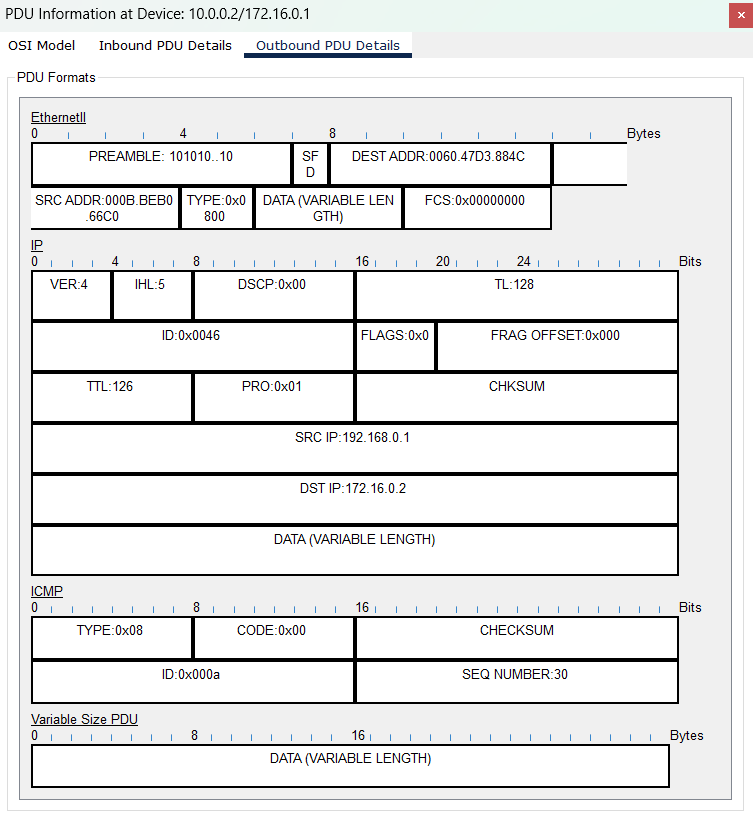 PDU Information at Device: 10.0.0.2/172.16.0.1
×
OSI Model Inbound PDU Details Outbound PDU Details
PDU Formats
EthernetII
0 4 8 Bytes
PREAMBLE: 101010..10 SF DEST ADDR:0060.47D3.884C
D
SRC ADDR:000B.BEB0 TYPE:0x0 DATA (VARIABLE LEN FCS:0x00000000
.66C0 800 GTH)
IP
0 4 8 16 20 24 Bits
VER:4 IHL:5 DSCP:0x00 TL:128
ID:0x0046 FLAGS:0x0 FRAG OFFSET:0x000
TTL:126 PRO:0x01 CHKSUM
SRC IP:192.168.0.1
DST IP:172.16.0.2
DATA (VARIABLE LENGTH)
ICMP
0 8 16 Bits
TYPE:0x08 CODE:0x00 CHECKSUM
ID:0x000a SEQ NUMBER:30
Variable Size PDU
0 8 16 Bytes
DATA (VARIABLE LENGTH)